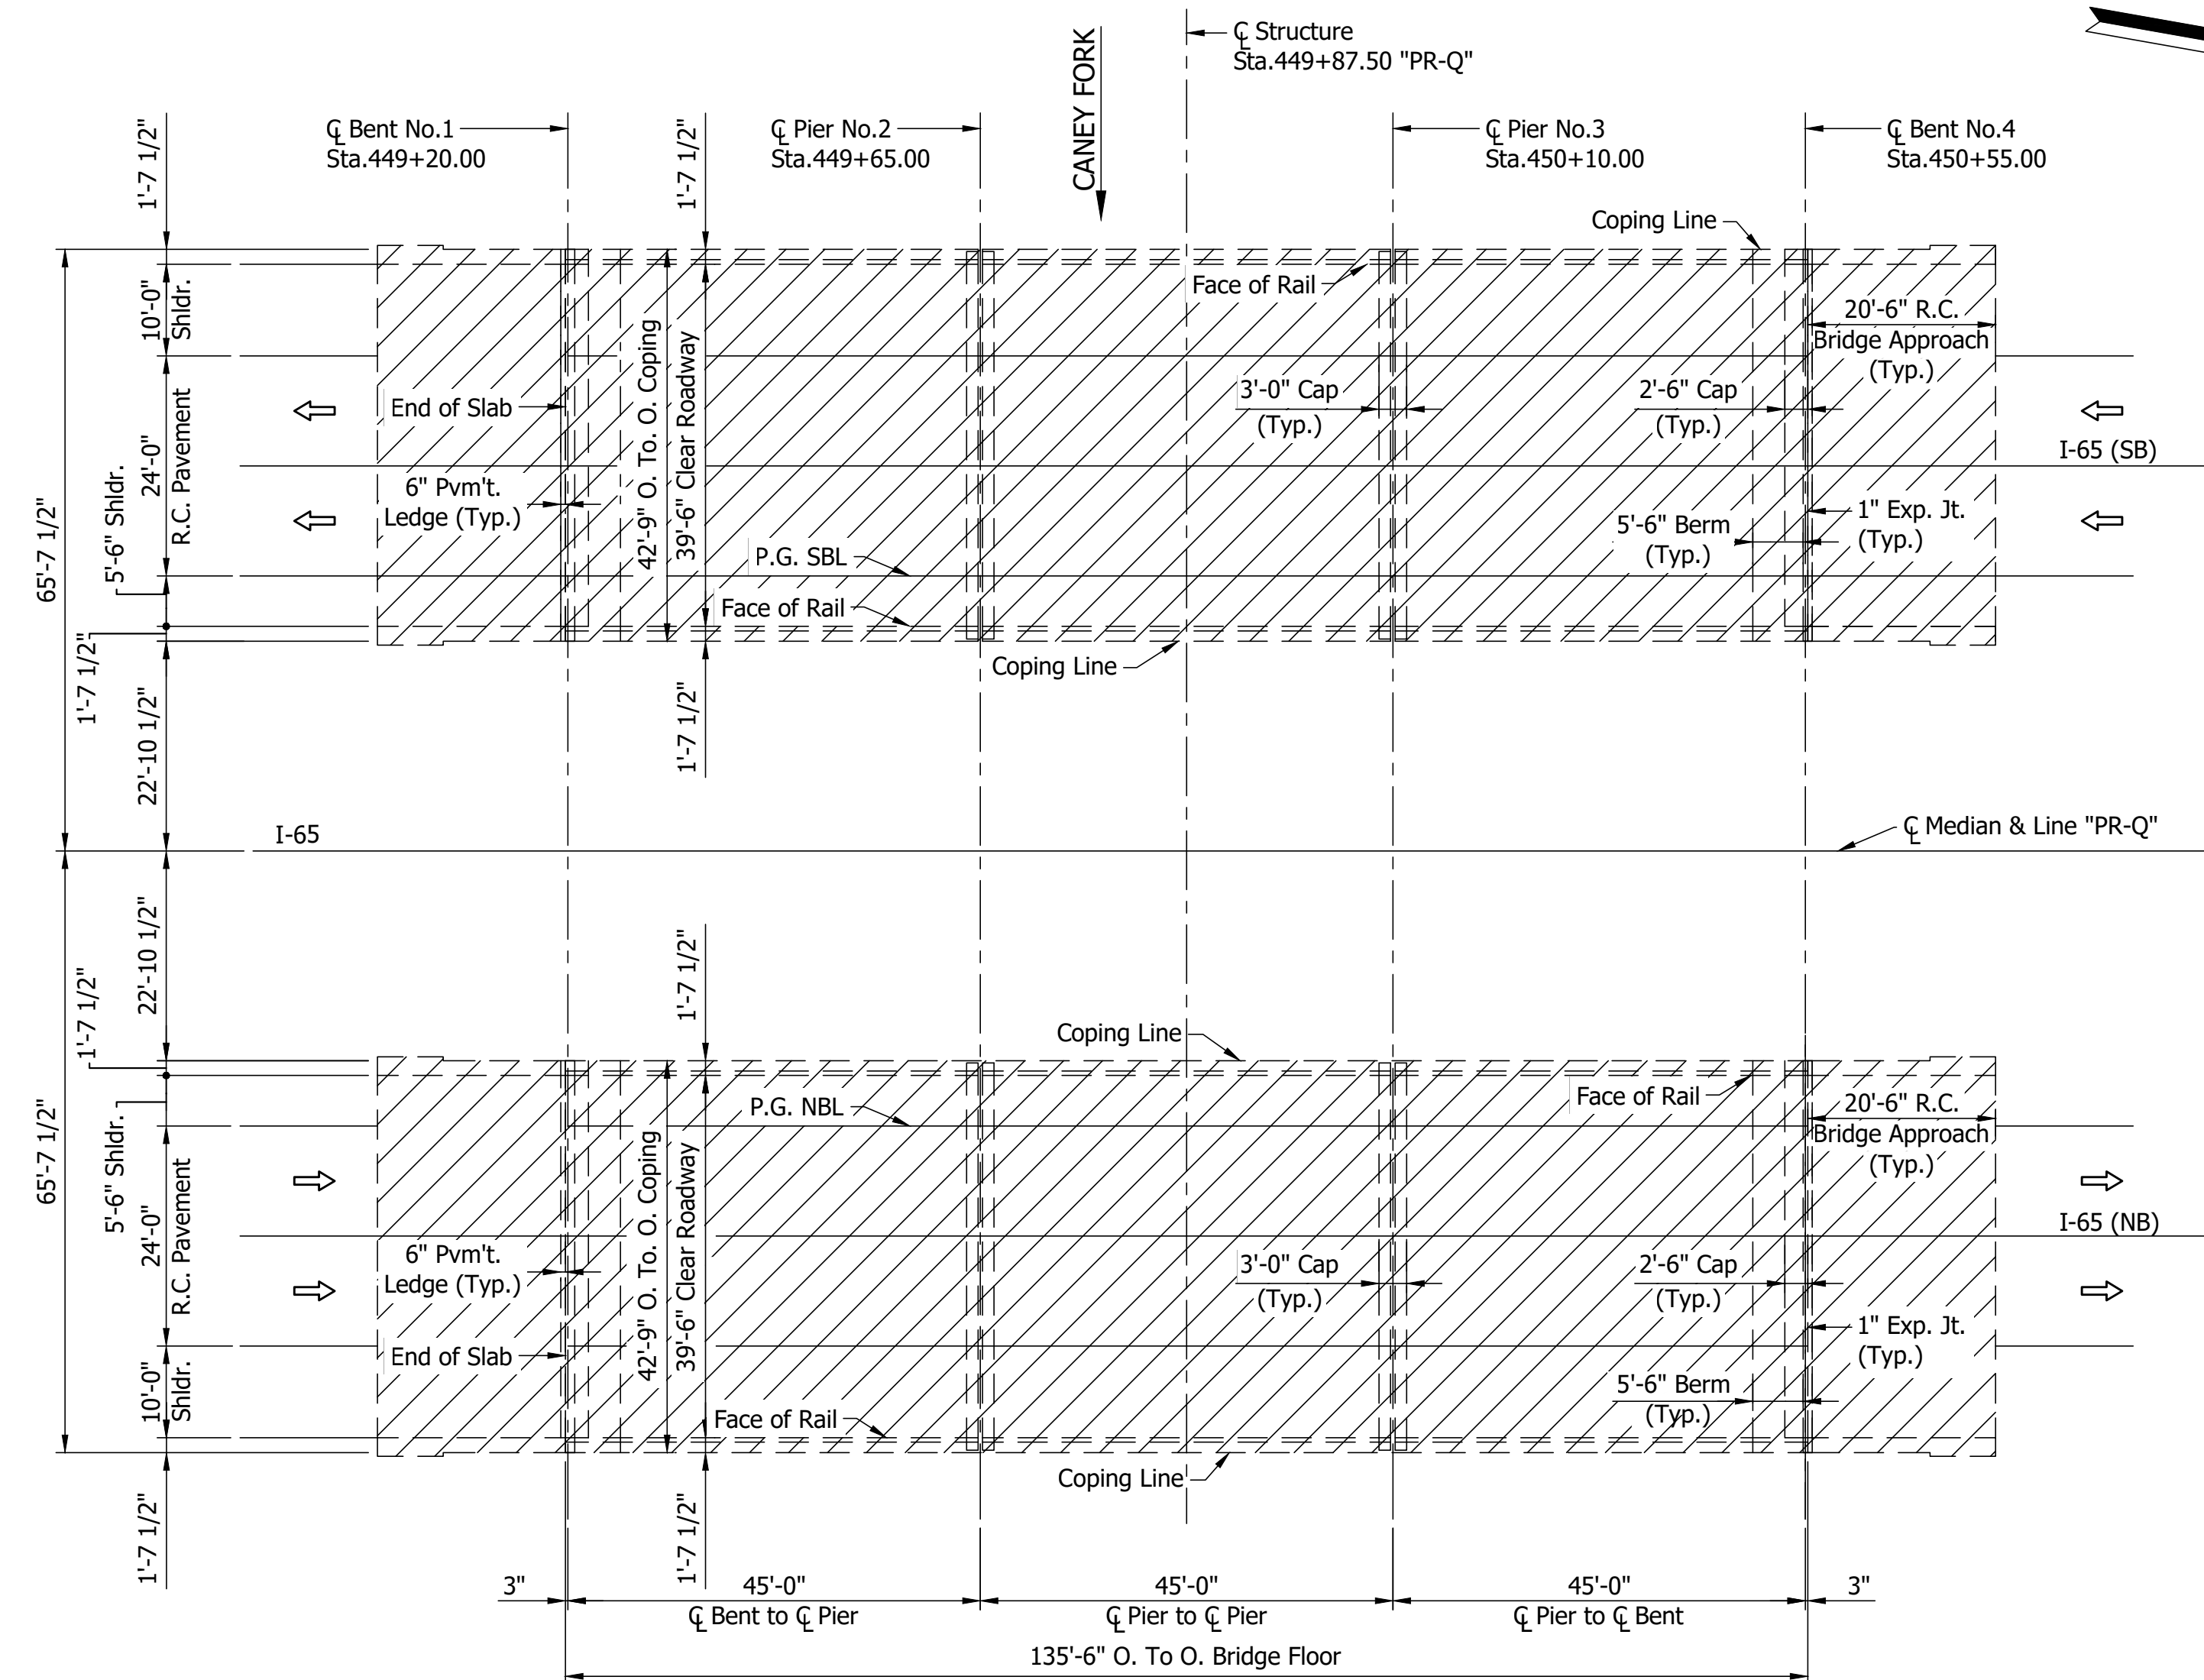 ℄ Structure
Sta.449+87.50 "PR-Q"
CANEY FORK
℄ Bent No.1
Sta.449+20.00
℄ Pier No.2
Sta.449+65.00
℄ Pier No.3
Sta.450+10.00
℄ Bent No.4
Sta.450+55.00
1'-7 1/2"
1'-7 1/2"
Coping Line
Face of Rail
10'-0"
Shldr.
20'-6" R.C.
Bridge Approach
(Typ.)
42'-9" O. To. O. Coping
39'-6" Clear Roadway
End of Slab
3'-0" Cap
(Typ.)
2'-6" Cap
(Typ.)
24'-0"
R.C. Pavement
I-65 (SB)
5'-6" Shldr.
6" Pvm't.
Ledge (Typ.)
5'-6" Berm
(Typ.)
1" Exp. Jt.
(Typ.)
65'-7 1/2"
P.G. SBL
Face of Rail
Coping Line
1'-7 1/2"
22'-10 1/2"
1'-7 1/2"
I-65
℄ Median & Line "PR-Q"
22'-10 1/2"
1'-7 1/2"
1'-7 1/2"
Coping Line
P.G. NBL
Face of Rail
20'-6" R.C.
Bridge Approach
(Typ.)
65'-7 1/2"
5'-6" Shldr.
24'-0"
R.C. Pavement
42'-9" O. To. O. Coping
39'-6" Clear Roadway
I-65 (NB)
6" Pvm't.
Ledge (Typ.)
3'-0" Cap
(Typ.)
2'-6" Cap
(Typ.)
End of Slab
1" Exp. Jt.
(Typ.)
10'-0"
Shldr.
5'-6" Berm
(Typ.)
Face of Rail
Coping Line
1'-7 1/2"
1'-7 1/2"
3"
45'-0"
℄ Bent to ℄ Pier
45'-0"
℄ Pier to ℄ Pier
45'-0"
℄ Pier to ℄ Bent
3"
135'-6" O. To O. Bridge Floor